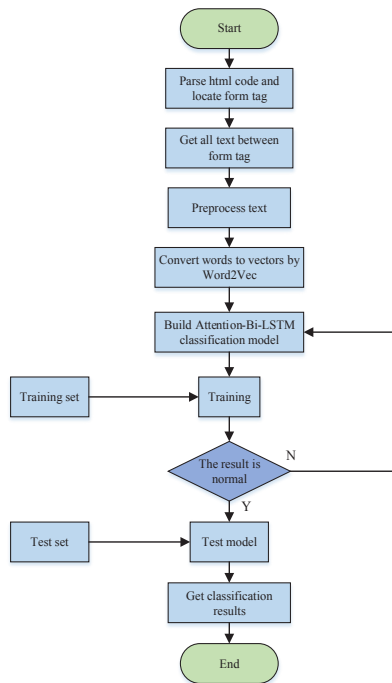 Start
Parse html code and
locate form tag
Get all text between
form tag
Preprocess text
Convert words to vectors by
Word2Vec
Build Attention-Bi-LSTM
classification model
Training set
Training
The result is
normal
N
Y
Test set
Test model
Get classification
results
End